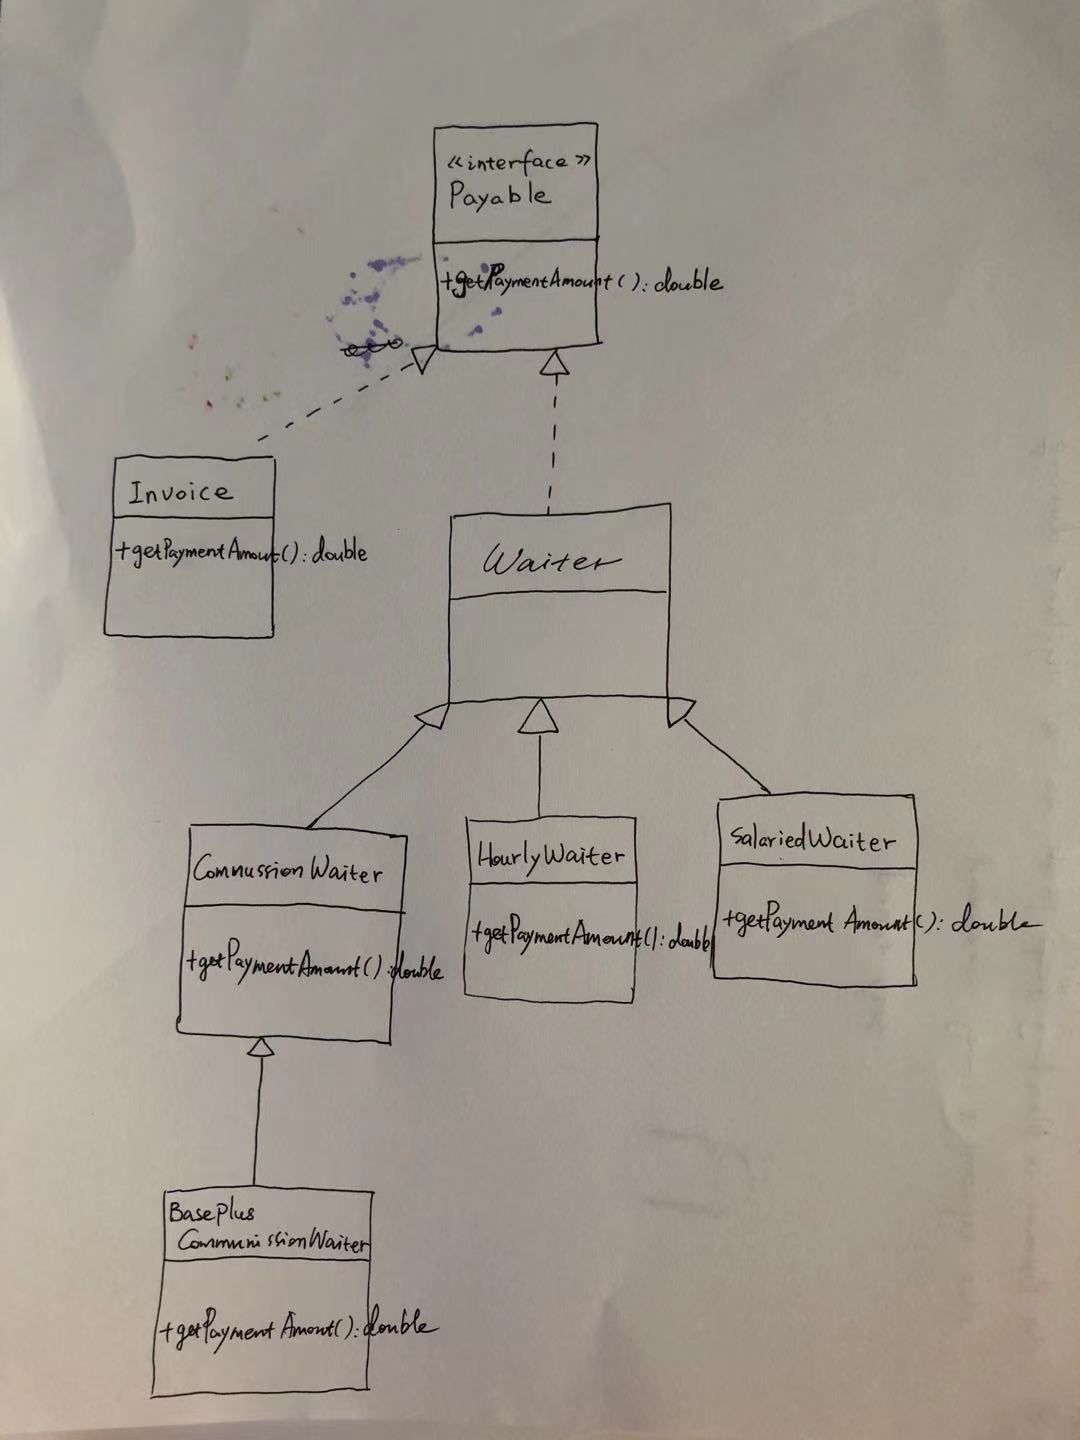 «interface»
Payable
+getPaymentAmount(): double
Invoice
+getPaymentAmout(): double
Waiter
CommussionWaiter
+getPaymentAmount(): double
HourlyWaiter
+getPaymentAmount(): doubb
SalariedWaiter
+getPayment Amount(): double
BasePlus
CommunissionWaiter
+getPayment Amont(): double